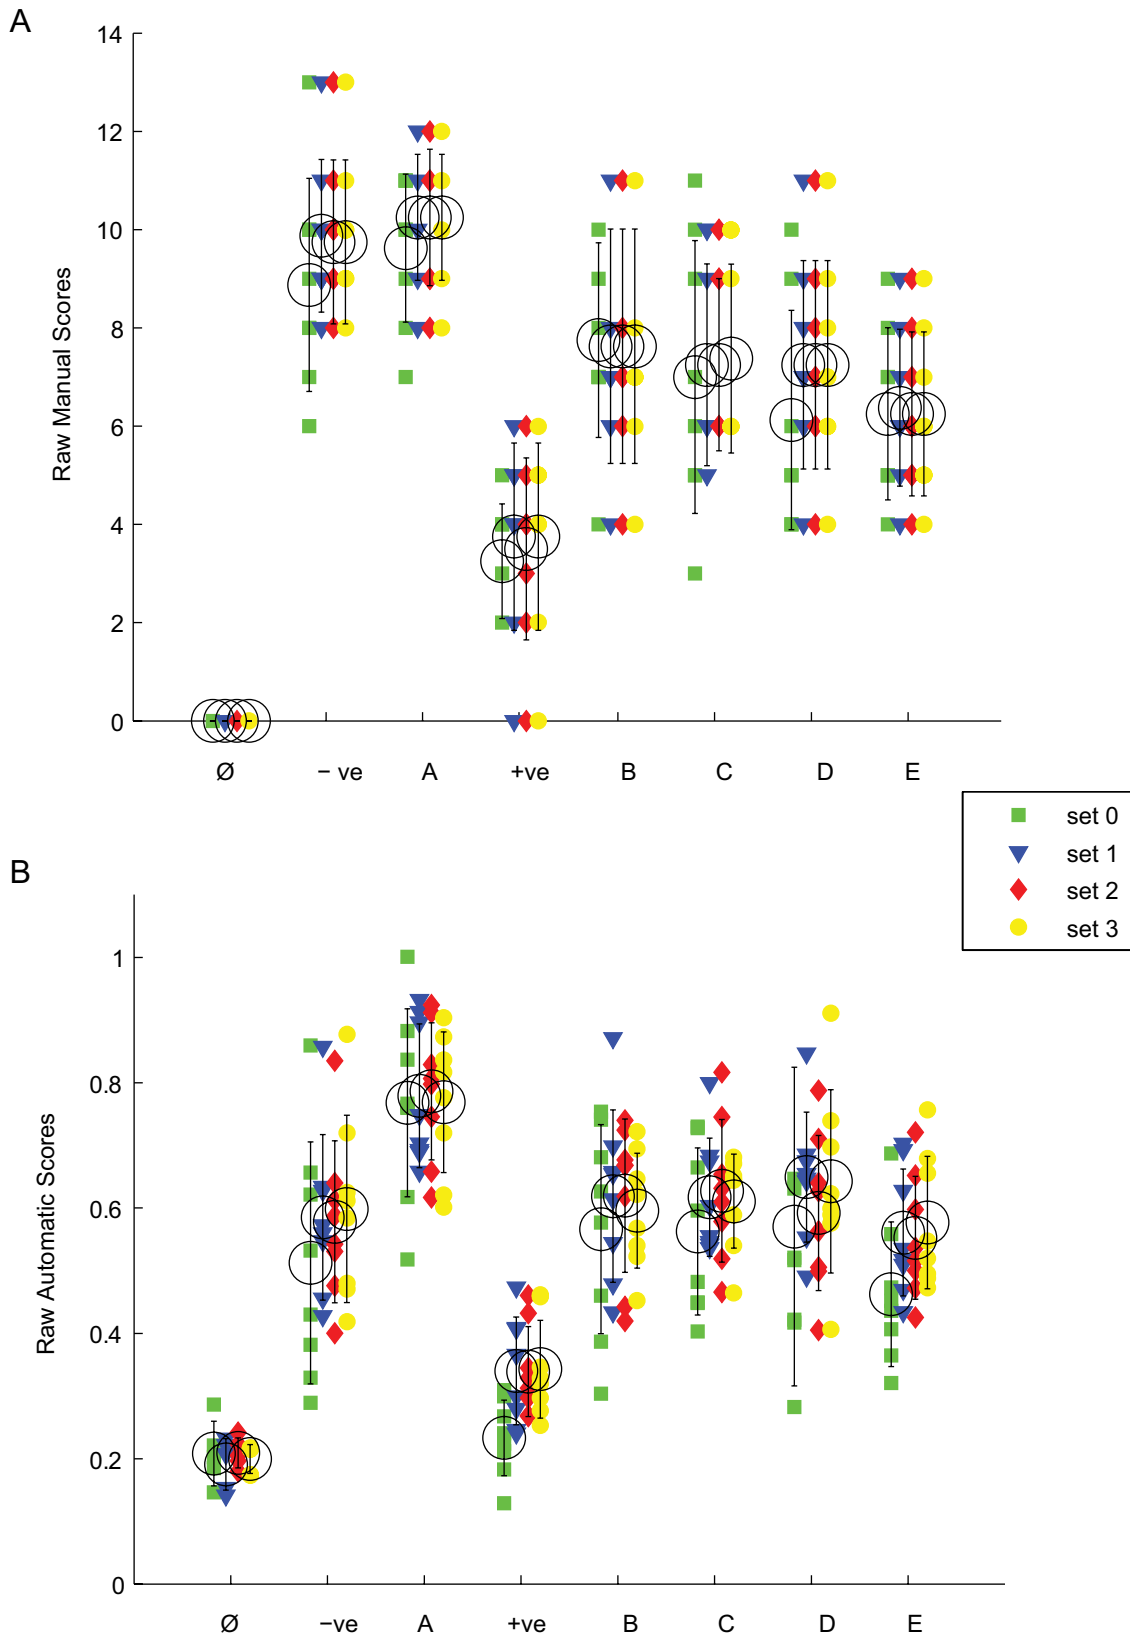 A
Raw Manual Scores
14
12
10
8
6
4
2
0
Ø
− ve
A
+ve
B
C
D
E
set 0
set 1
set 2
set 3
B
Raw Automatic Scores
1
0.8
0.6
0.4
0.2
0
Ø
−ve
A
+ve
B
C
D
E